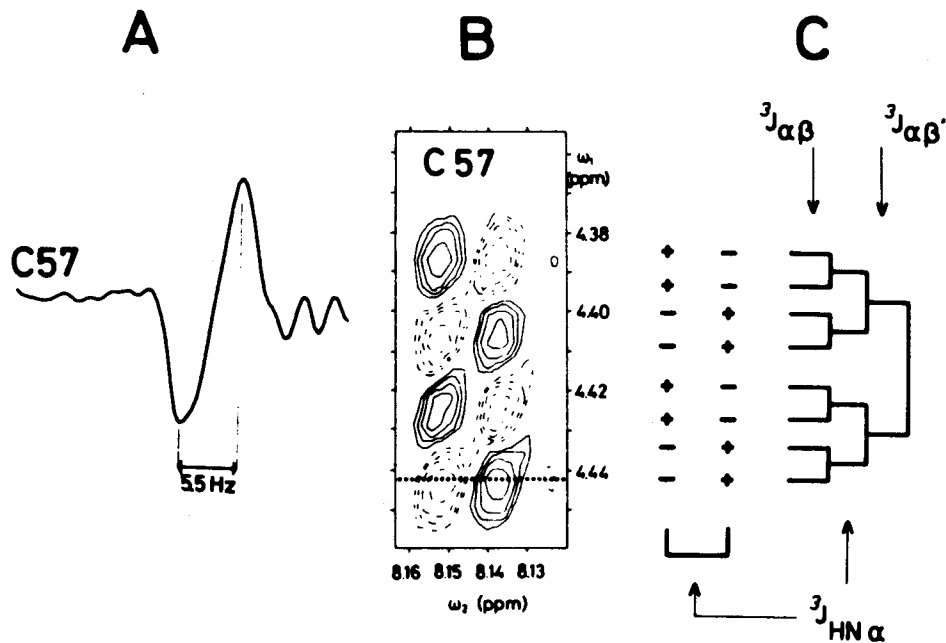 A
B
C
C57
5.5 Hz
C 57
ω₁
(ppm)
4.38
4.40
4.42
4.44
8.16 8.15 8.14 8.13
ω₂ (ppm)
³Jαβ
³Jαβ'
+ −
+ −
− +
− +
+ −
+ −
− +
− +
³JHNα